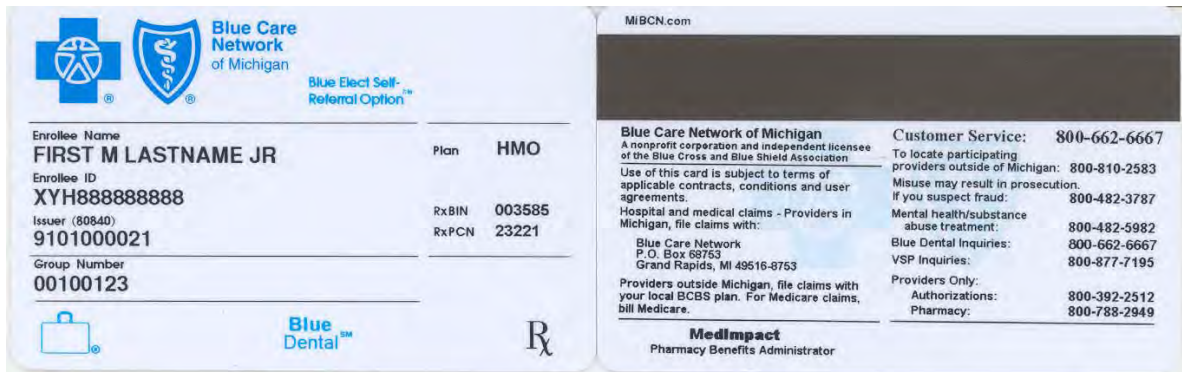 Blue Care
Network
of Michigan
Blue Elect Self-
Referral Option™
Enrollee Name
FIRST M LASTNAME JR
Enrollee ID
XYH888888888
Issuer (80840)
9101000021
Group Number
00100123
Plan HMO
RxBIN 003585
RxPCN 23221
Blue
Dental℠
Rx
MiBCN.com
Blue Care Network of Michigan
A nonprofit corporation and independent licensee
of the Blue Cross and Blue Shield Association
Use of this card is subject to terms of
applicable contracts, conditions and user
agreements.
Hospital and medical claims - Providers in
Michigan, file claims with:
Blue Care Network
P.O. Box 68753
Grand Rapids, MI 49516-8753
Providers outside Michigan, file claims with
your local BCBS plan. For Medicare claims,
bill Medicare.
MedImpact
Pharmacy Benefits Administrator
Customer Service: 800-662-6667
To locate participating
providers outside of Michigan: 800-810-2583
Misuse may result in prosecution.
If you suspect fraud: 800-482-3787
Mental health/substance
abuse treatment: 800-482-5982
Blue Dental Inquiries: 800-662-6667
VSP Inquiries: 800-877-7195
Providers Only:
Authorizations: 800-392-2512
Pharmacy: 800-788-2949